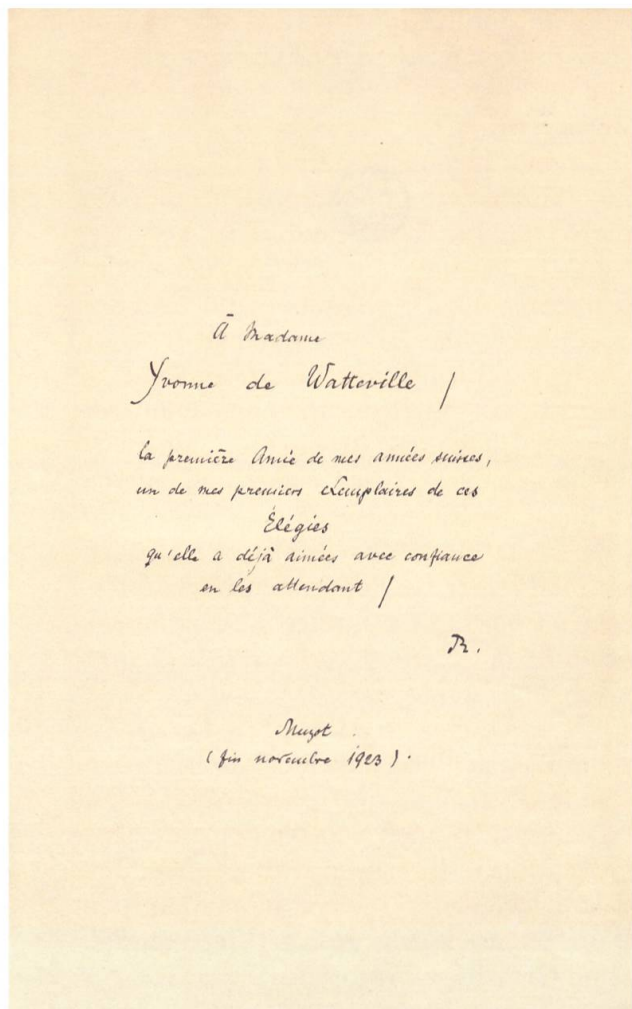 À Madame
Yvonne de Watteville /
la première Amie de mes années suisses,
un de mes premiers exemplaires de ces
Élégies
qu'elle a déjà aimées avec confiance
en les attendant /
R.
Muzot
(fin novembre 1923).